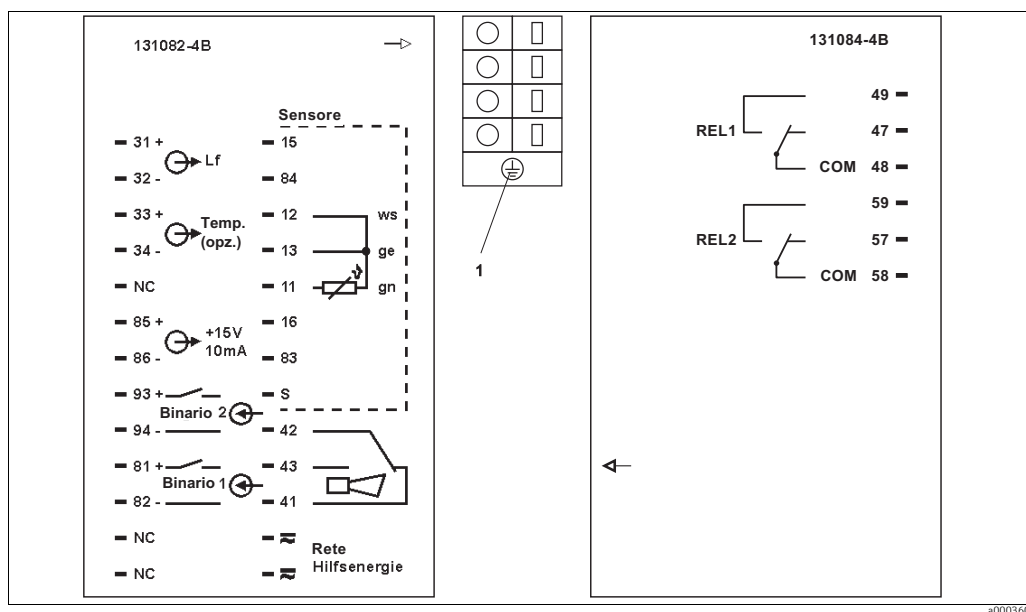 131082-4B
Sensore
31 +
Lf
32 -
33 +
Temp.
(opz.)
34 -
NC
85 +
+15V
10mA
86 -
93 +
Binario 2
94 -
81 +
Binario 1
82 -
NC
NC
15
84
12
ws
13
ge
11
ϑ
gn
16
83
S
42
43
41
Rete
Hilfsenergie
1
131084-4B
49
REL1
47
COM 48
59
REL2
57
COM 58